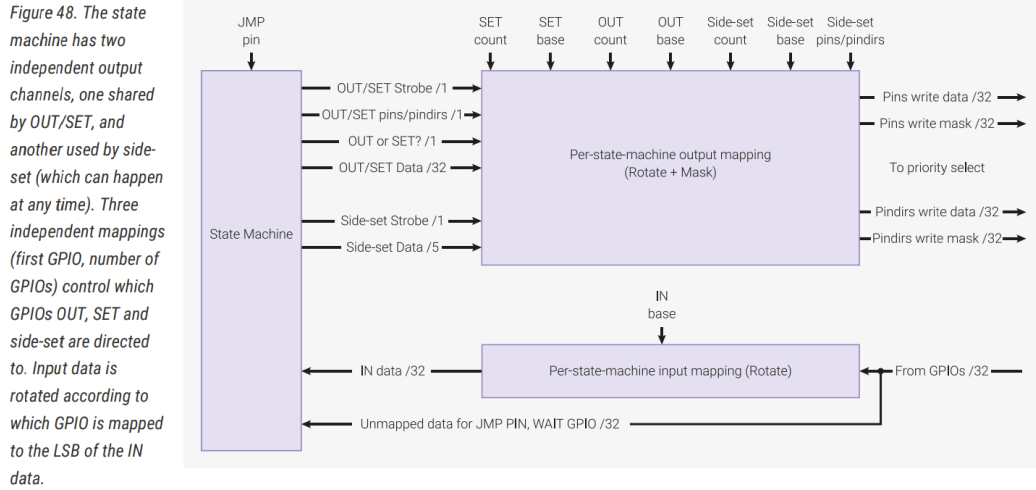 Figure 48. The state
machine has two
independent output
channels, one shared
by OUT/SET, and
another used by side-
set (which can happen
at any time). Three
independent mappings
(first GPIO, number of
GPIOs) control which
GPIOs OUT, SET and
side-set are directed
to. Input data is
rotated according to
which GPIO is mapped
to the LSB of the IN
data.
JMP
pin
SET
count
SET
base
OUT
count
OUT
base
Side-set
count
Side-set
base
Side-set
pins/pindirs
State Machine
OUT/SET Strobe /1
OUT/SET pins/pindirs /1
OUT or SET? /1
OUT/SET Data /32
Side-set Strobe /1
Side-set Data /5
Per-state-machine output mapping
(Rotate + Mask)
Pins write data /32
Pins write mask /32
To priority select
Pindirs write data /32
Pindirs write mask /32
IN
base
IN data /32
Per-state-machine input mapping (Rotate)
From GPIOs /32
Unmapped data for JMP PIN, WAIT GPIO /32